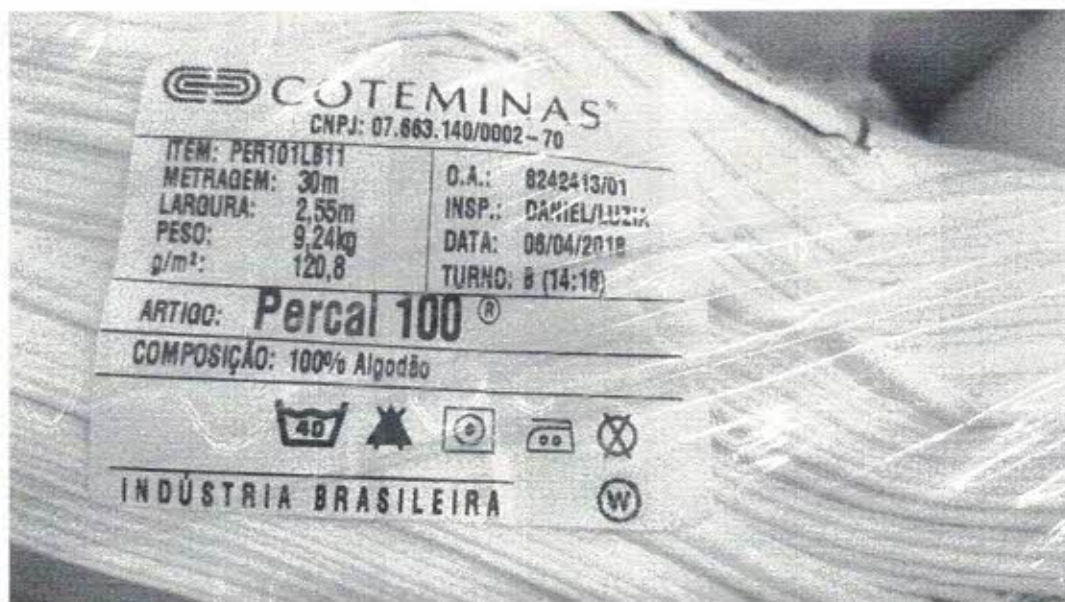 COTEMINAS®
CNPJ: 07.663.140/0002-70
ITEM: PER101LB11
METRAGEM: 30m
LARGURA: 2,55m
PESO: 9,24kg
g/m²: 120,8
O.A.: 8242413/01
INSP.: DANIEL/LUZIA
DATA: 06/04/2018
TURNO: B (14:18)
ARTIGO: Percal 100 ®
COMPOSIÇÃO: 100% Algodão
40
INDÚSTRIA BRASILEIRA
W